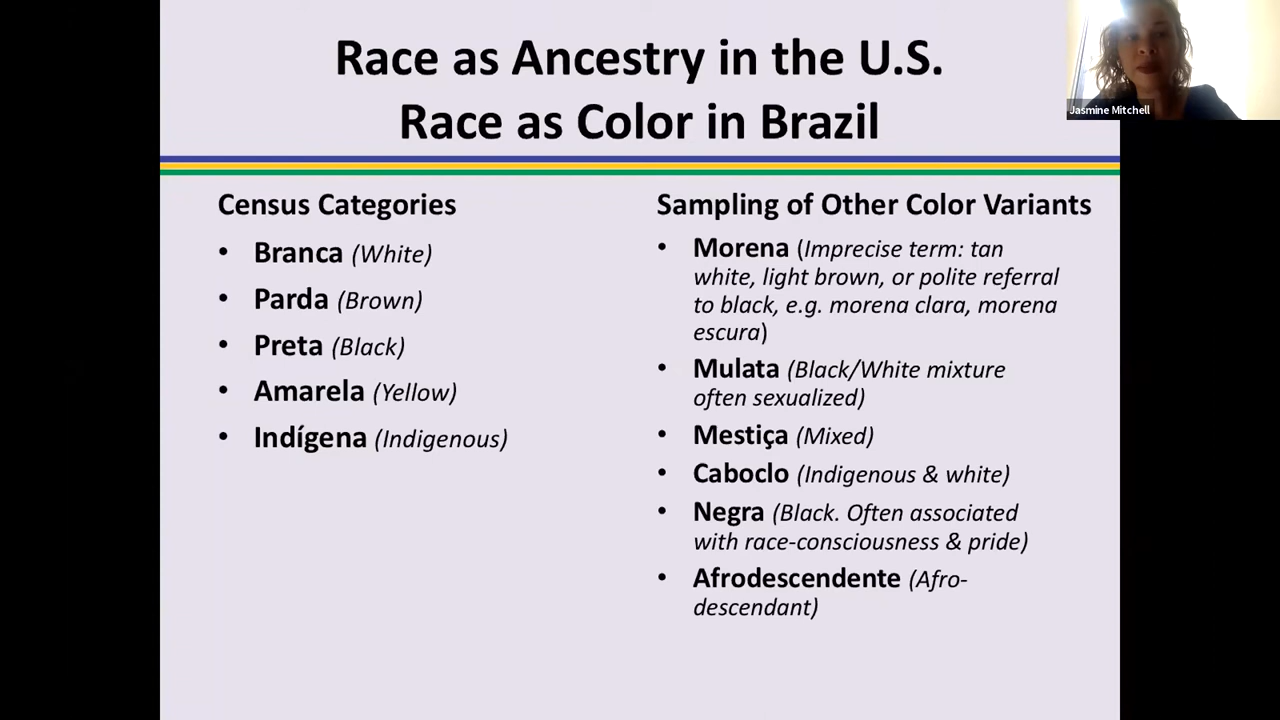 Race as Ancestry in the U.S.
Race as Color in Brazil
Jasmine Mitchell
Census Categories
• Branca (White)
• Parda (Brown)
• Preta (Black)
• Amarela (Yellow)
• Indígena (Indigenous)
Sampling of Other Color Variants
• Morena (Imprecise term: tan
white, light brown, or polite referral
to black, e.g. morena clara, morena
escura)
• Mulata (Black/White mixture
often sexualized)
• Mestiça (Mixed)
• Caboclo (Indigenous & white)
• Negra (Black. Often associated
with race-consciousness & pride)
• Afrodescendente (Afro-
descendant)